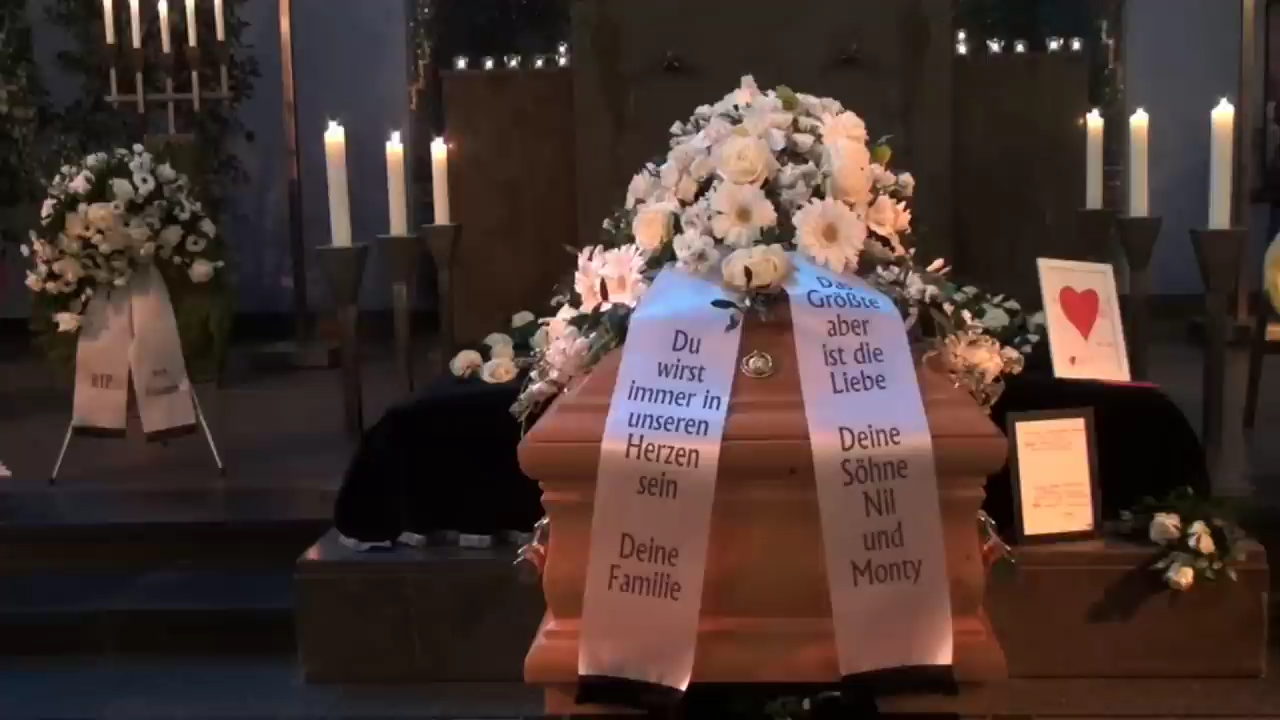 Du
wirst
immer in
unseren
Herzen
sein
Deine
Familie
Das
Größte
aber
ist die
Liebe
Deine
Söhne
Nil
und
Monty